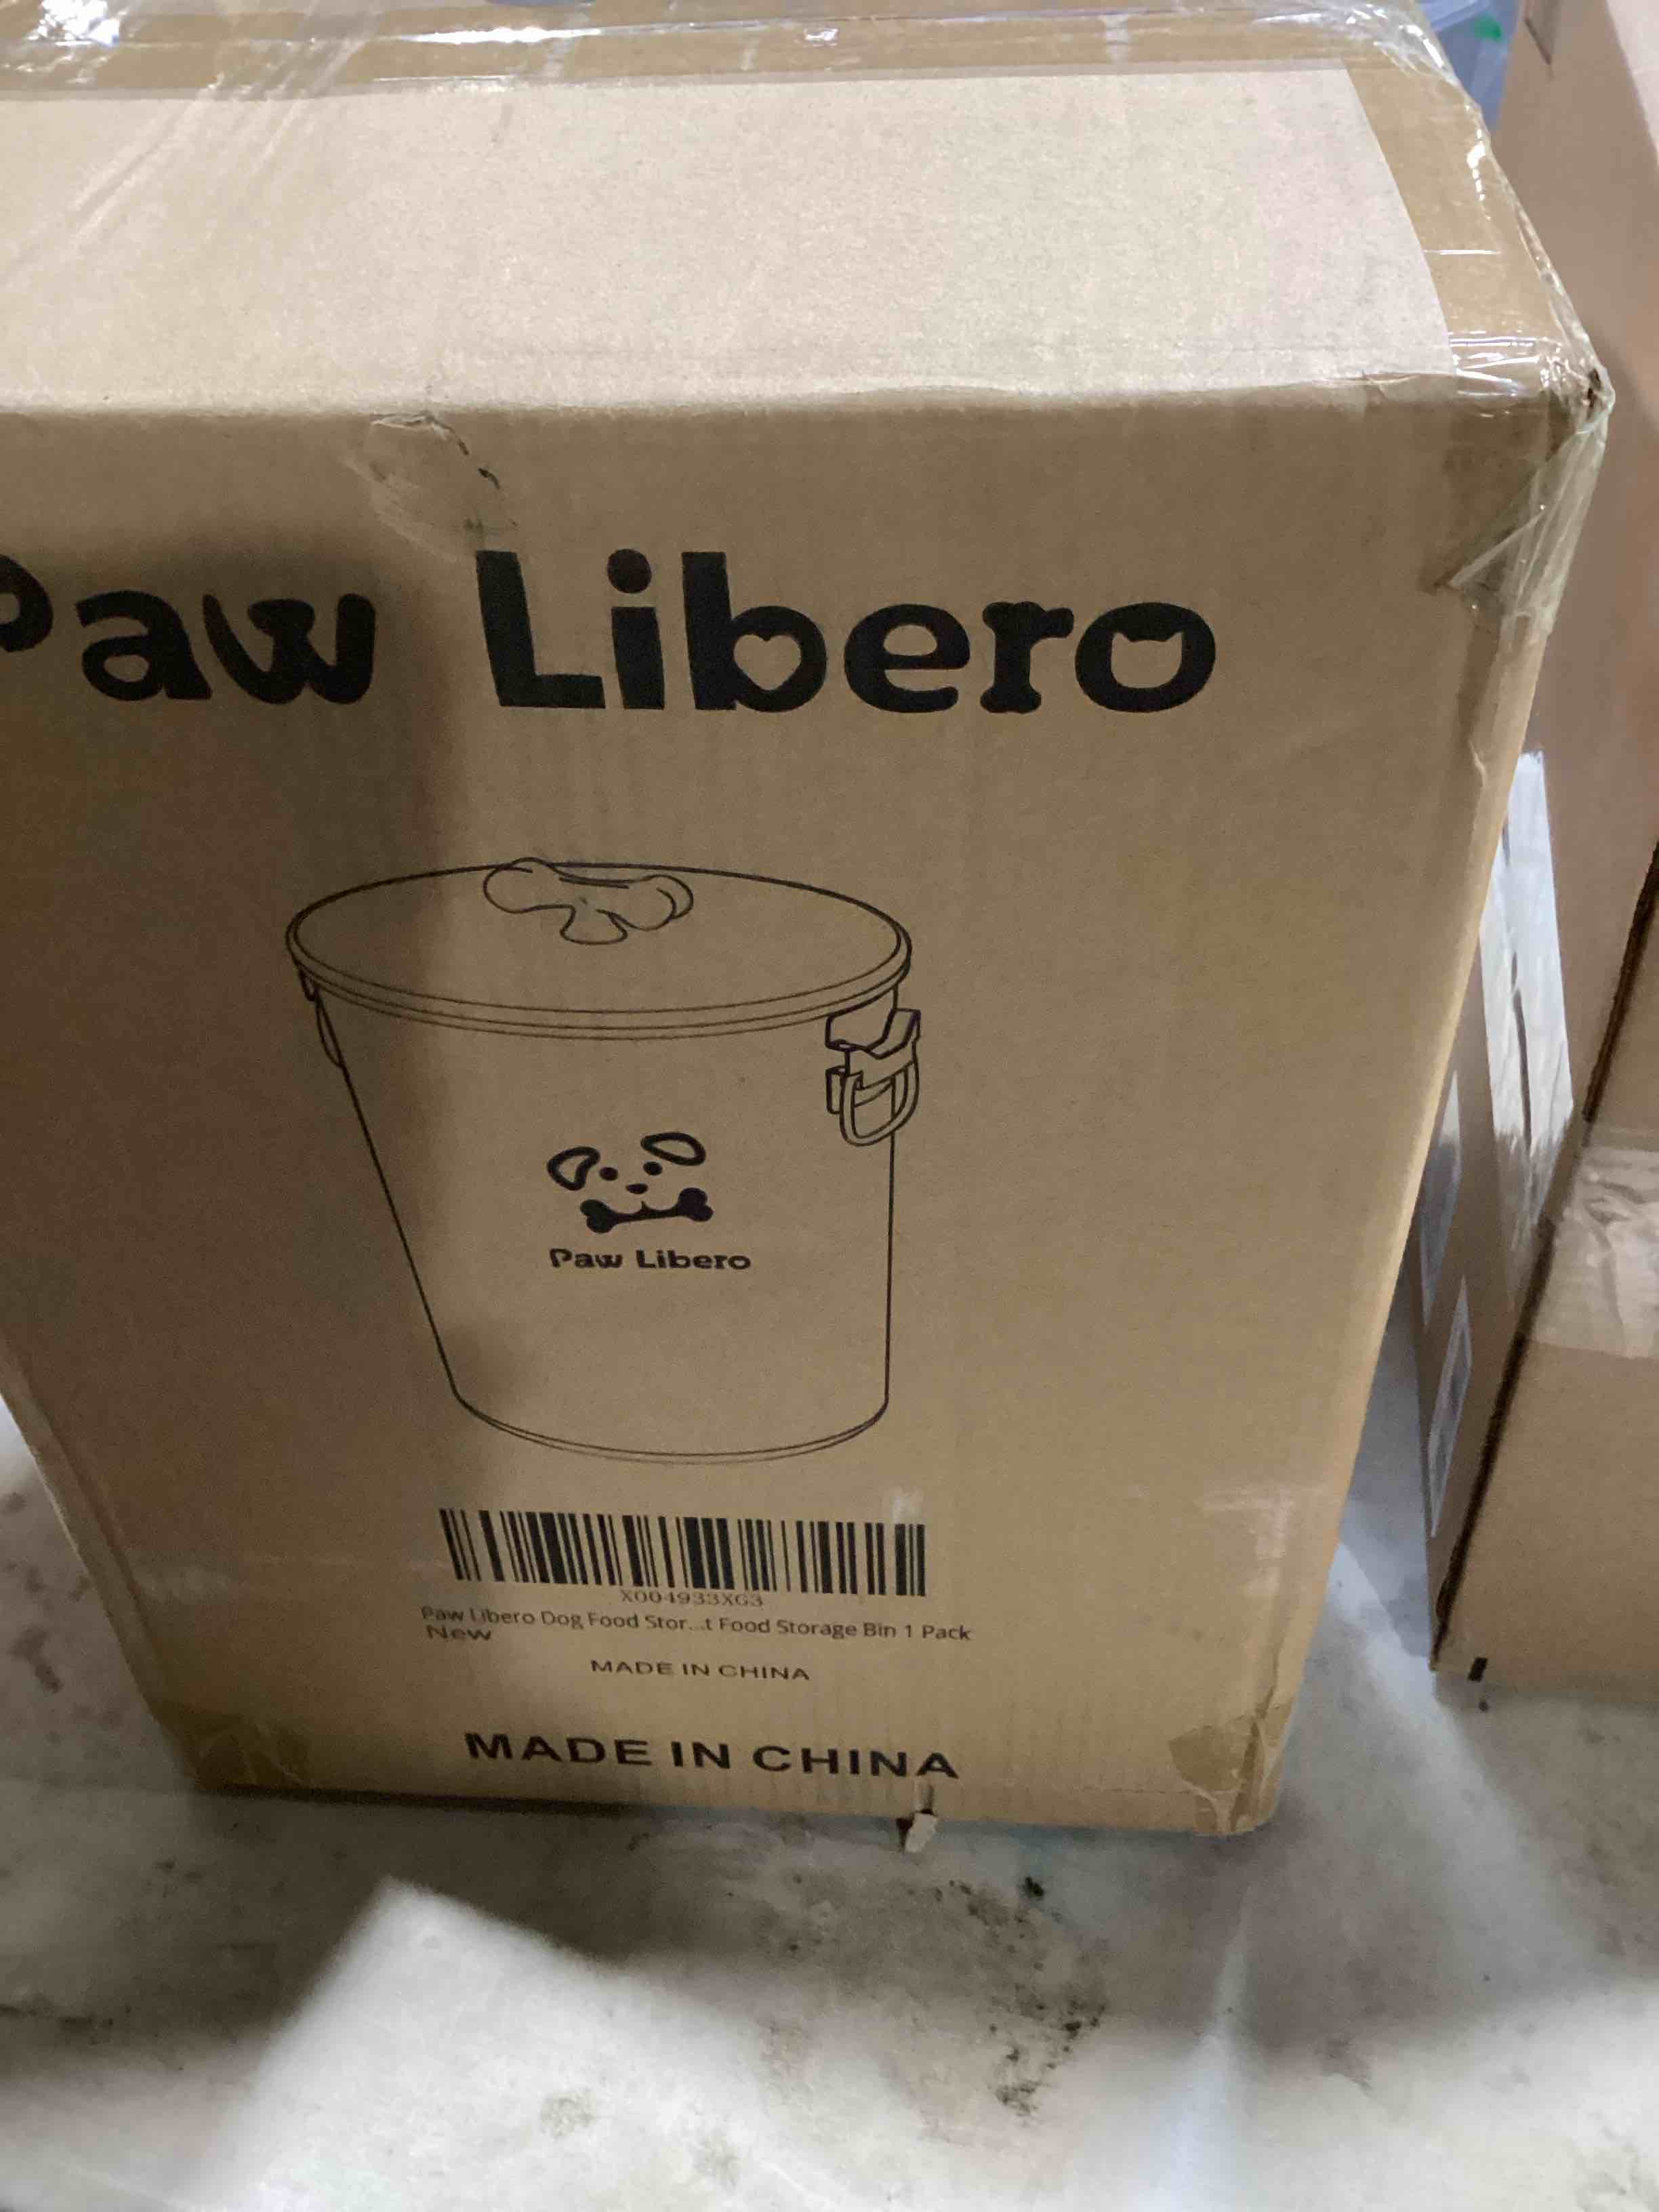 Paw Libero
Paw Libero
X004933XG3
Paw Libero Dog Food Stor...t Food Storage Bin 1 Pack
New
MADE IN CHINA
MADE IN CHINA